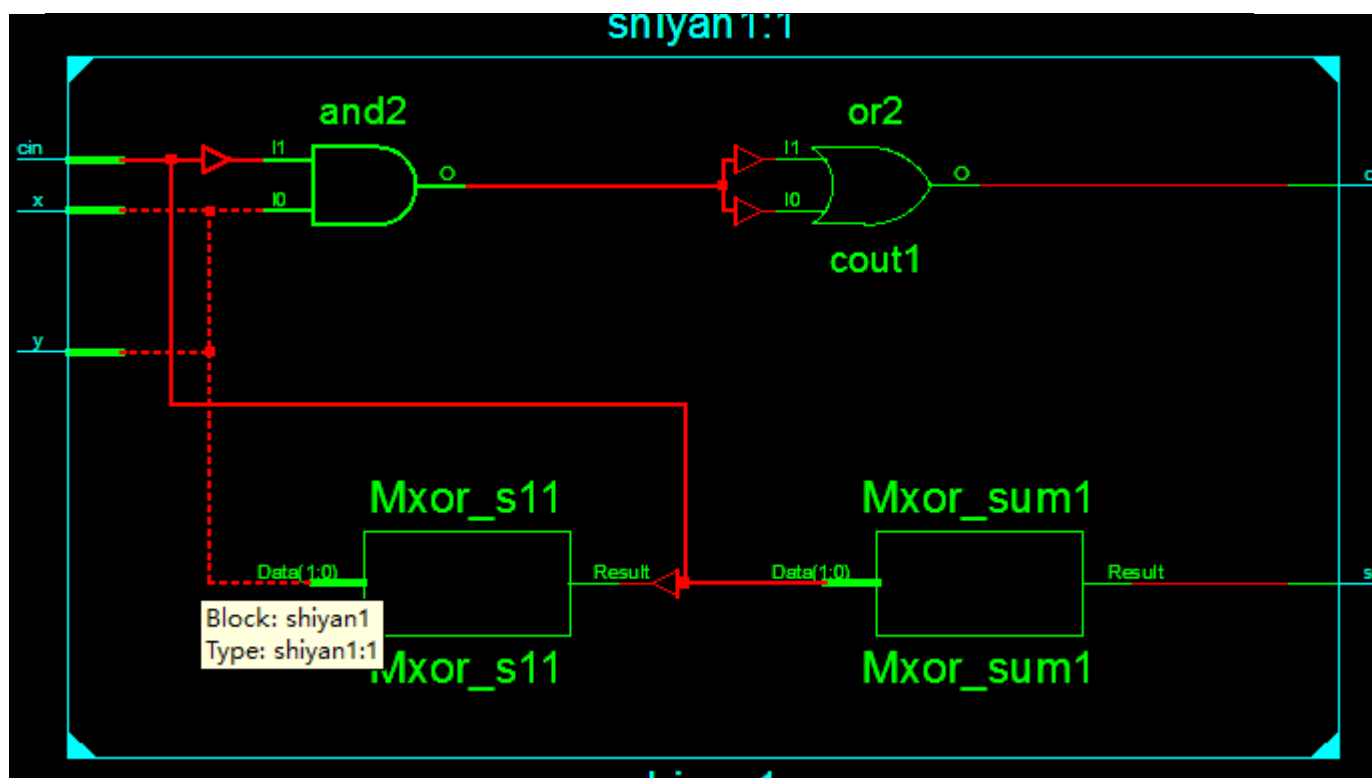 shiyan1:1
and2
or2
cin
I1
O
I1
O
x
I0
I0
cout1
y
Mxor_s11
Mxor_sum1
Data(1:0)
Result
Data(1:0)
Result
Block: shiyan1
Type: shiyan1:1
Mxor_s11
Mxor_sum1